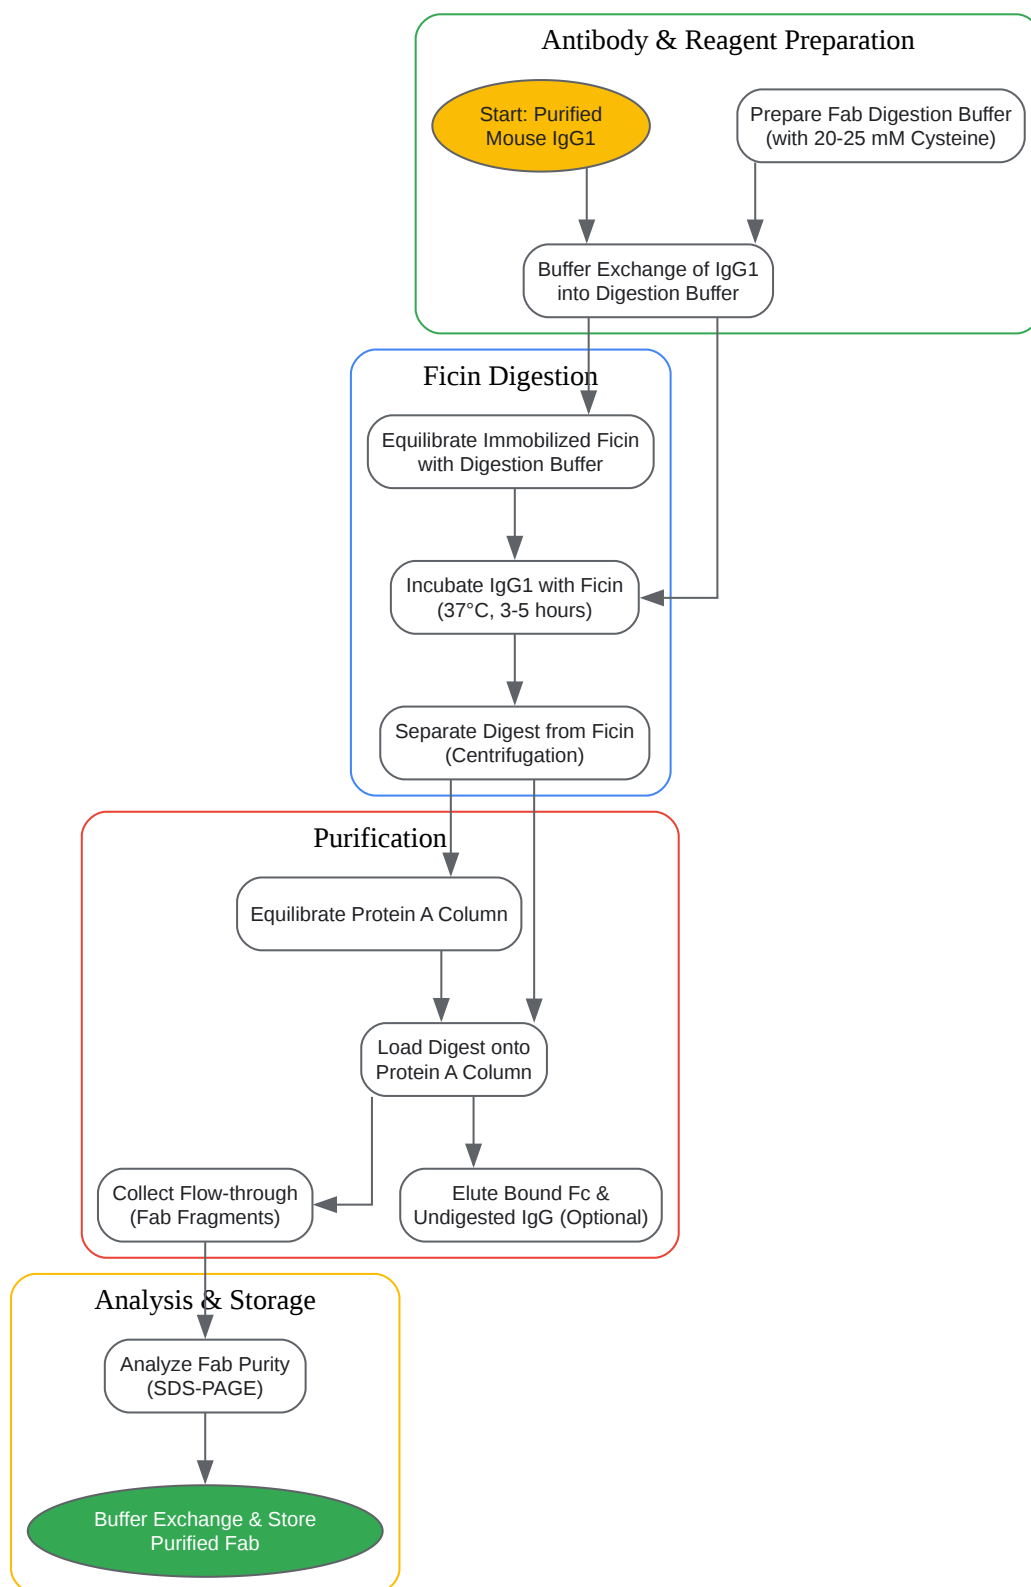 Antibody & Reagent Preparation
Start: Purified
Mouse IgG1
Prepare Fab Digestion Buffer
(with 20-25 mM Cysteine)
Buffer Exchange of IgG1
into Digestion Buffer
Ficin Digestion
Equilibrate Immobilized Ficin
with Digestion Buffer
Incubate IgG1 with Ficin
(37°C, 3-5 hours)
Separate Digest from Ficin
(Centrifugation)
Purification
Equilibrate Protein A Column
Load Digest onto
Protein A Column
Collect Flow-through
(Fab Fragments)
Elute Bound Fc &
Undigested IgG (Optional)
Analysis & Storage
Analyze Fab Purity
(SDS-PAGE)
Buffer Exchange & Store
Purified Fab